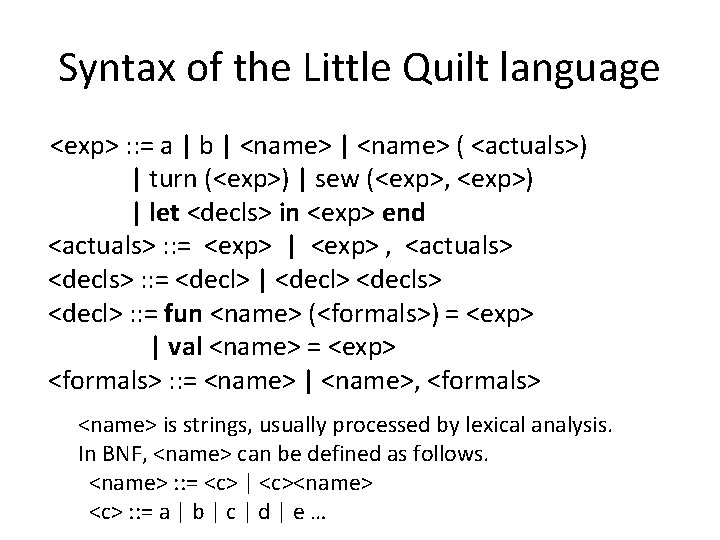 Syntax of the Little Quilt language
<exp> : : = a | b | <name> | <name> ( <actuals>)
| turn (<exp>) | sew (<exp>, <exp>)
| let <decls> in <exp> end
<actuals> : : = <exp> | <exp> , <actuals>
<decls> : : = <decl> | <decl> <decls>
<decl> : : = fun <name> (<formals>) = <exp>
| val <name> = <exp>
<formals> : : = <name> | <name>, <formals>
<name> is strings, usually processed by lexical analysis.
In BNF, <name> can be defined as follows.
<name> : : = <c> | <c><name>
<c> : : = a | b | c | d | e …